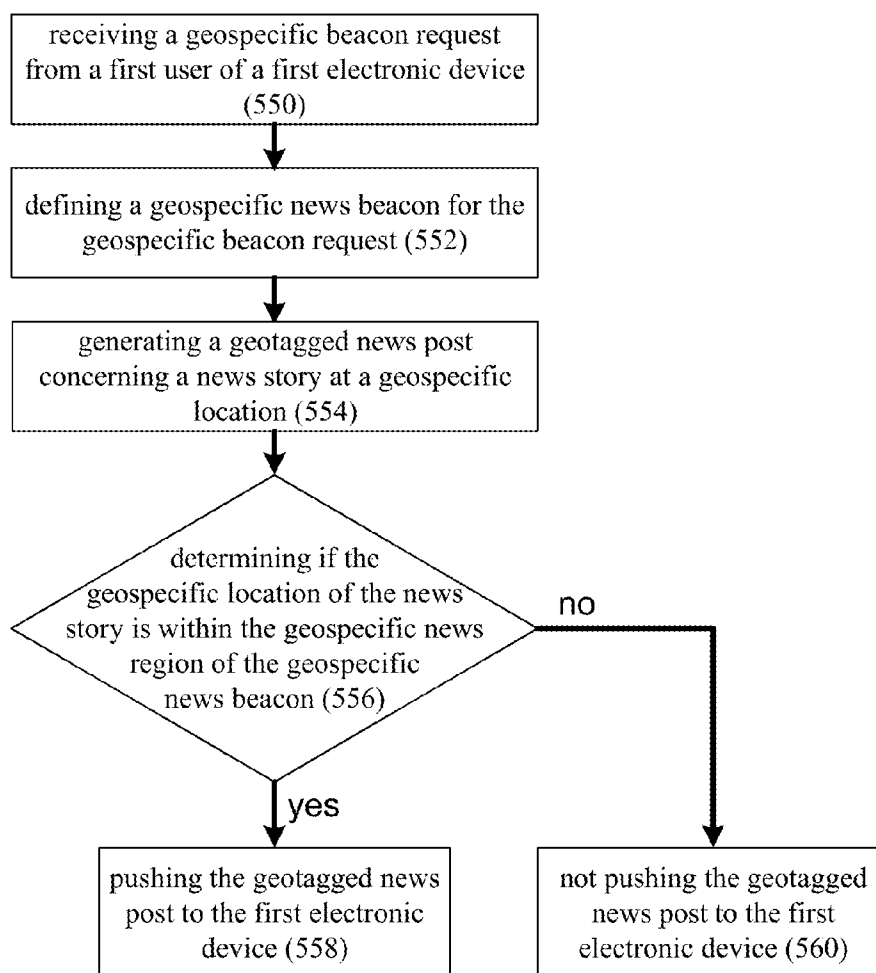 receiving a geospecific beacon request
from a first user of a first electronic device
(550)
defining a geospecific news beacon for the
geospecific beacon request (552)
generating a geotagged news post
concerning a news story at a geospecific
location (554)
determining if the
geospecific location of the news
story is within the geospecific news
region of the geospecific
news beacon (556)
no
yes
pushing the geotagged news
post to the first electronic
device (558)
not pushing the geotagged
news post to the first
electronic device (560)